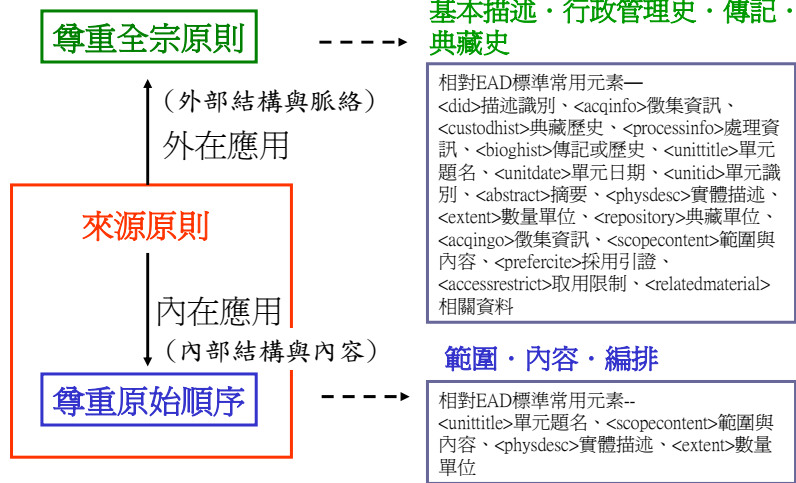 基本描述．行政管理史．傳記．
典藏史
尊重全宗原則
相對EAD標準常用元素—
<did>描述識別、<acqinfo>徵集資訊、
<custodhist>典藏歷史、<processinfo>處理資
訊、<bioghist>傳記或歷史、<unittitle>單元
題名、<unitdate>單元日期、<unitid>單元識
別、<abstract>摘要、<physdesc>實體描述、
<extent>數量單位、<repository>典藏單位、
<acqingo>徵集資訊、<scopecontent>範圍與
內容、<prefercite>採用引證、
<accessrestrict>取用限制、<relatedmaterial>
相關資料
（外部結構與脈絡）
外在應用
來源原則
內在應用
（內部結構與內容）
範圍．內容．編排
尊重原始順序
相對EAD標準常用元素--
<unittitle>單元題名、<scopecontent>範圍與
內容、<physdesc>實體描述、<extent>數量
單位